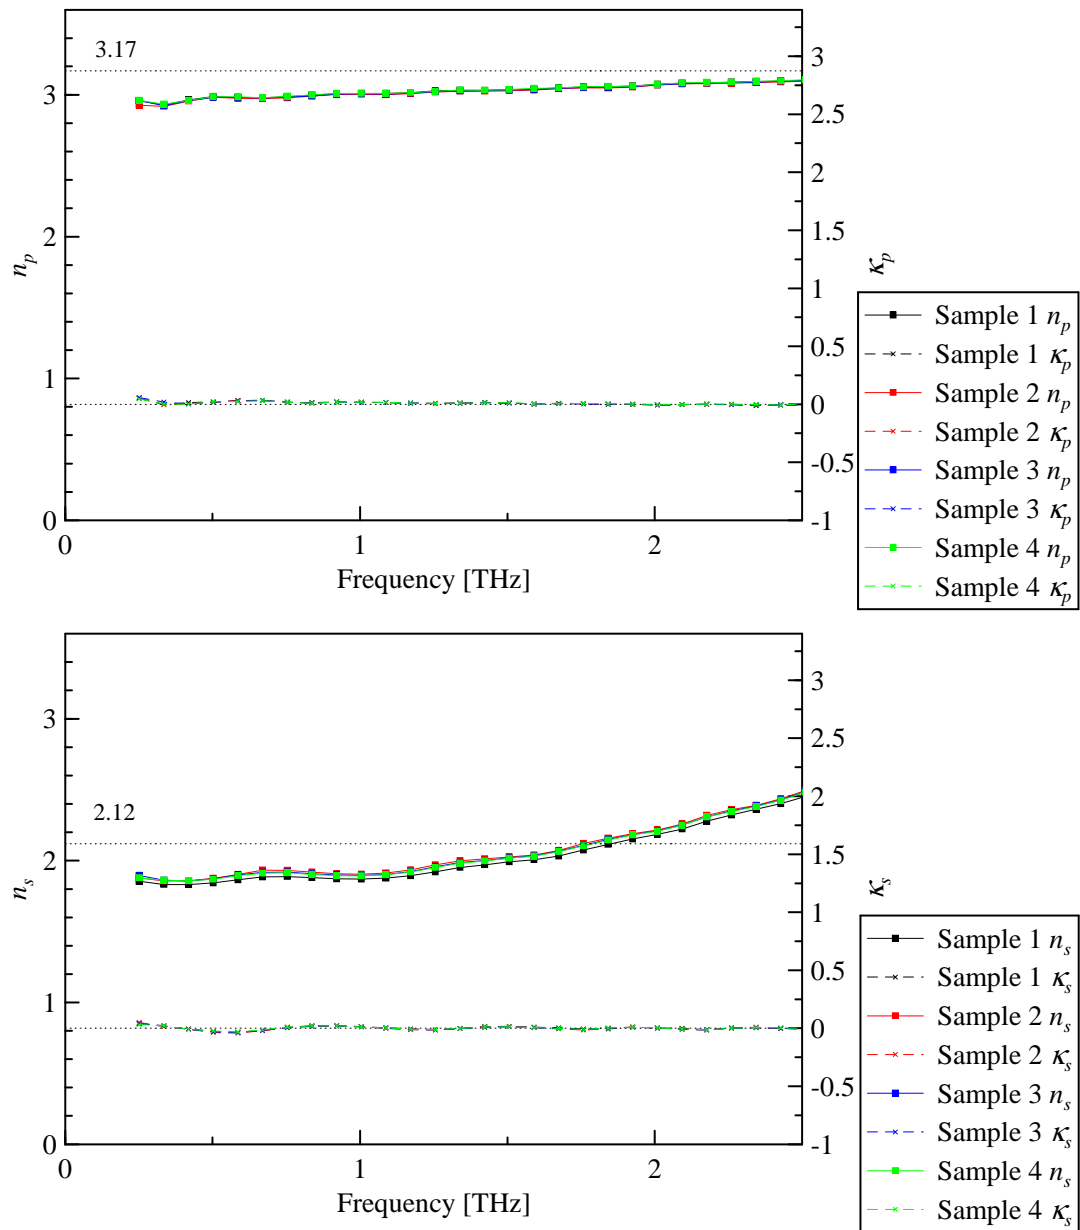 3.17
3
2
1
0
n_p
3
2.5
2
1.5
1
0.5
0
-0.5
-1
κ_p
0 1 2
Frequency [THz]
Sample 1 n_p
Sample 1 κ_p
Sample 2 n_p
Sample 2 κ_p
Sample 3 n_p
Sample 3 κ_p
Sample 4 n_p
Sample 4 κ_p
2.12
3
2
1
0
n_s
3
2.5
2
1.5
1
0.5
0
-0.5
-1
κ_s
0 1 2
Frequency [THz]
Sample 1 n_s
Sample 1 κ_s
Sample 2 n_s
Sample 2 κ_s
Sample 3 n_s
Sample 3 κ_s
Sample 4 n_s
Sample 4 κ_s